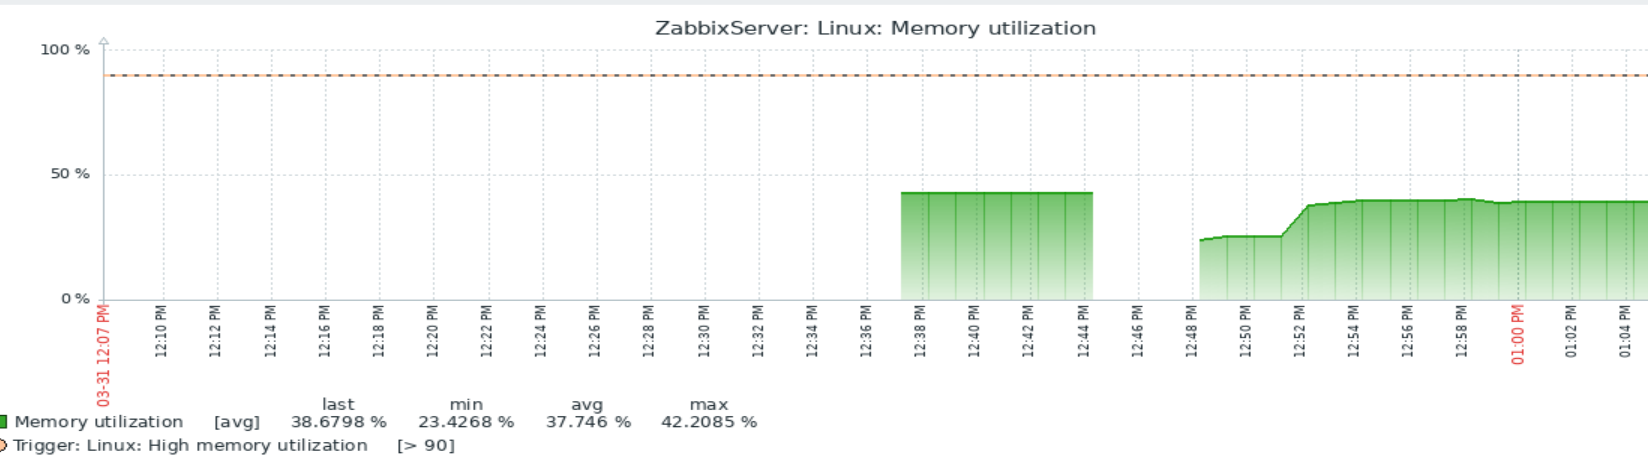 ZabbixServer: Linux: Memory utilization
100 %
50 %
0 %
03-31 12:07 PM
12:10 PM
12:12 PM
12:14 PM
12:16 PM
12:18 PM
12:20 PM
12:22 PM
12:24 PM
12:26 PM
12:28 PM
12:30 PM
12:32 PM
12:34 PM
12:36 PM
12:38 PM
12:40 PM
12:42 PM
12:44 PM
12:46 PM
12:48 PM
12:50 PM
12:52 PM
12:54 PM
12:56 PM
12:58 PM
01:00 PM
01:02 PM
01:04 PM
last min avg max
Memory utilization [avg] 38.6798 % 23.4268 % 37.746 % 42.2085 %
Trigger: Linux: High memory utilization [> 90]